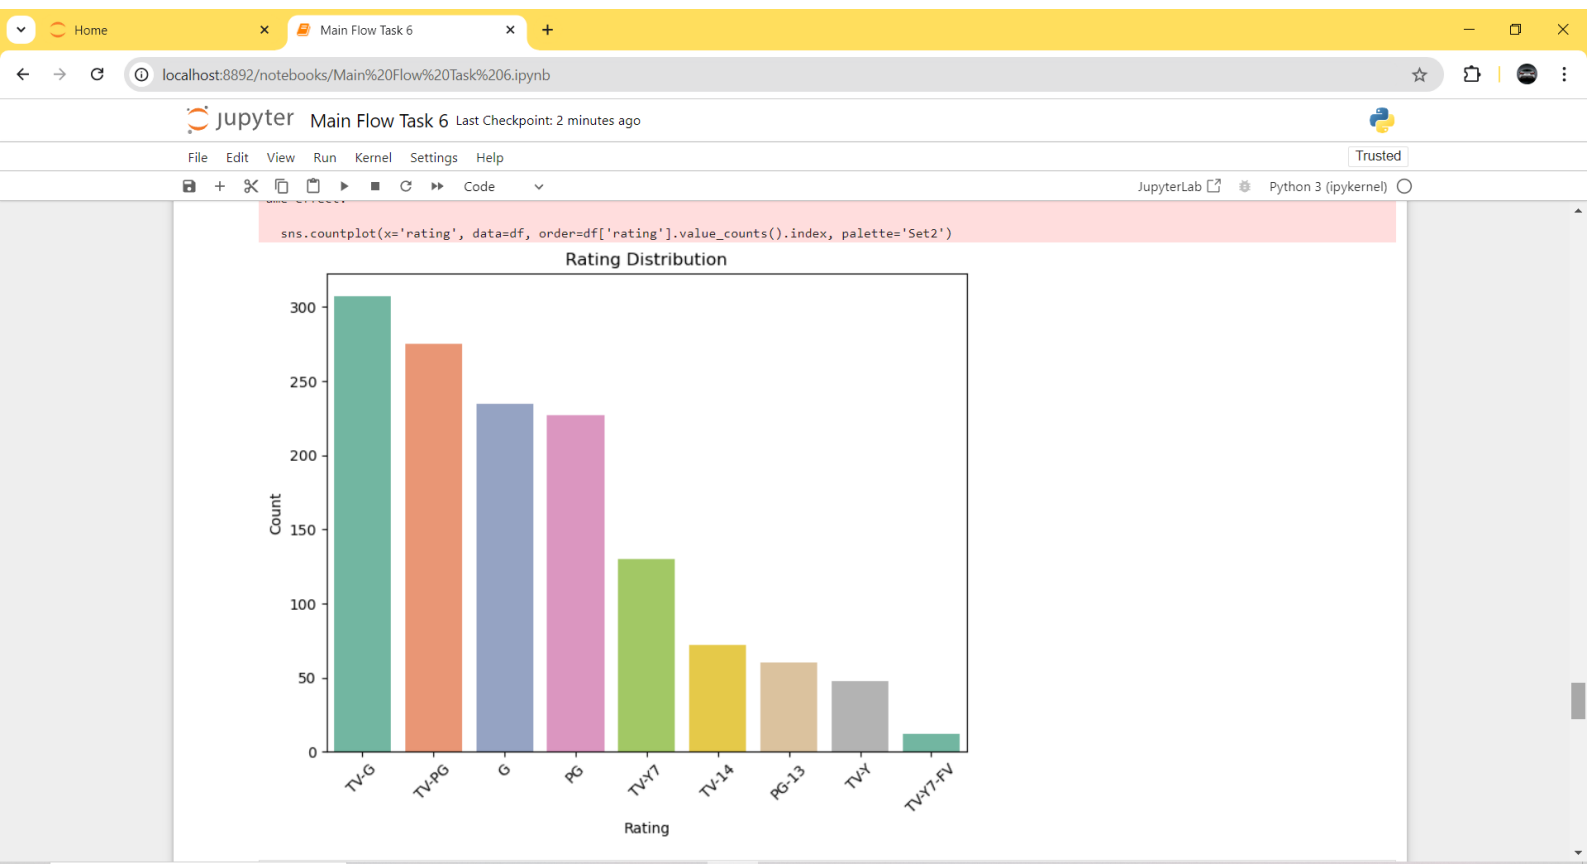 Home
Main Flow Task 6
localhost:8892/notebooks/Main%20Flow%20Task%206.ipynb
jupyter Main Flow Task 6 Last Checkpoint: 2 minutes ago
File Edit View Run Kernel Settings Help
Trusted
Code
JupyterLab
Python 3 (ipykernel)
sns.countplot(x='rating', data=df, order=df['rating'].value_counts().index, palette='Set2')
Rating Distribution
300
250
200
150
100
50
0
Count
TV-G TV-PG G PG TV-Y7 TV-14 PG-13 TV-Y TV-Y7-FV
Rating